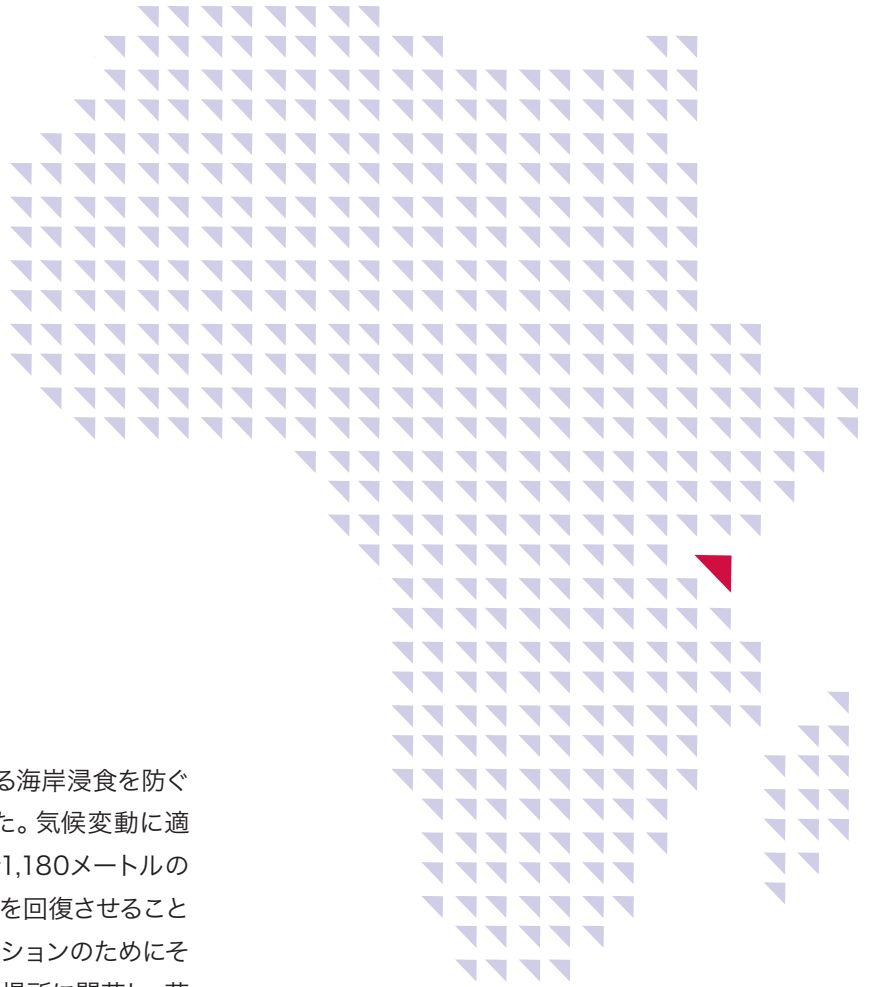 る海岸浸食を防ぐ
た。気候変動に適
1,180メートルの
を回復させること
ションのためにそ